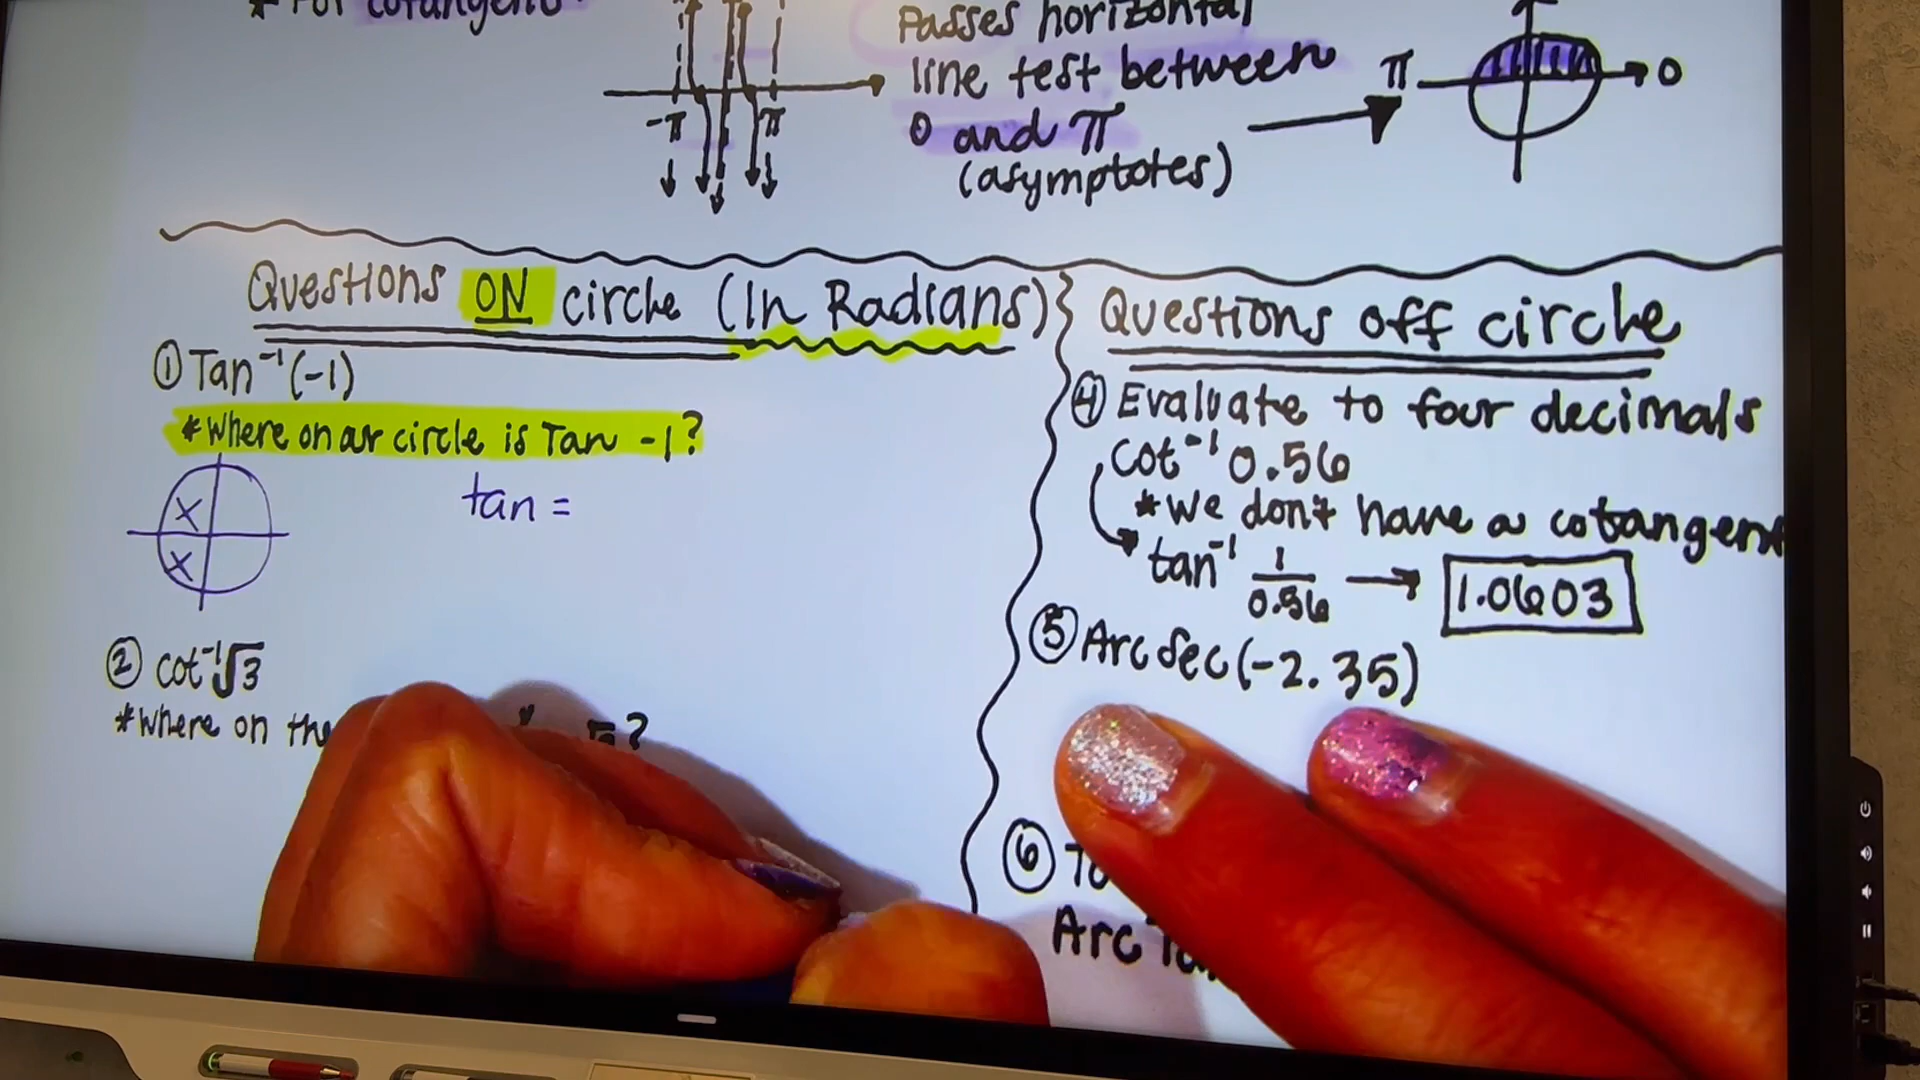 * For cotangent
Passes horizontal
line test between
0 and π
(asymptotes)
-π
π
π
0
Questions ON circle (In Radians)
① Tan⁻¹(-1)
*Where on our circle is Tan -1?
tan =
② cot⁻¹√3
*Where on the
?
Questions off circle
④ Evaluate to four decimals
cot⁻¹ 0.56
*We don't have a cotangent
tan⁻¹ 1/0.56 → 1.0603
⑤ Arcsec(-2.35)
⑥
Arc